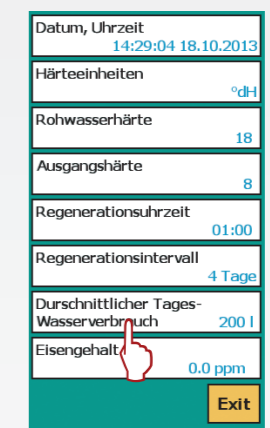 Datum, Uhrzeit
14:29:04 18.10.2013
Härteeinheiten
°dH
Rohwasserhärte
18
Ausgangshärte
8
Regenerationsuhrzeit
01:00
Regenerationsintervall
4 Tage
Durschnittlicher Tages-
Wasserverbrauch 200 l
Eisengehalt
0.0 ppm
Exit